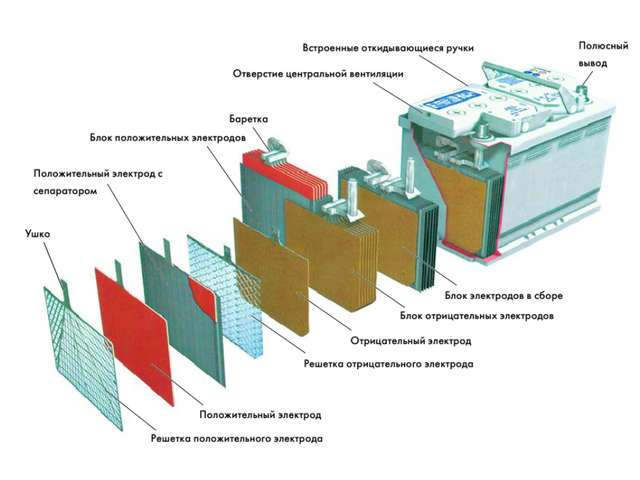 Встроенные откидывающиеся ручки
Полюсный
вывод
Отверстие центральной вентиляции
Баретка
Блок положительных электродов
Положительный электрод с
сепаратором
Ушко
Блок электродов в сборе
Блок отрицательных электродов
Отрицательный электрод
Решетка отрицательного электрода
Положительный электрод
Решетка положительного электрода